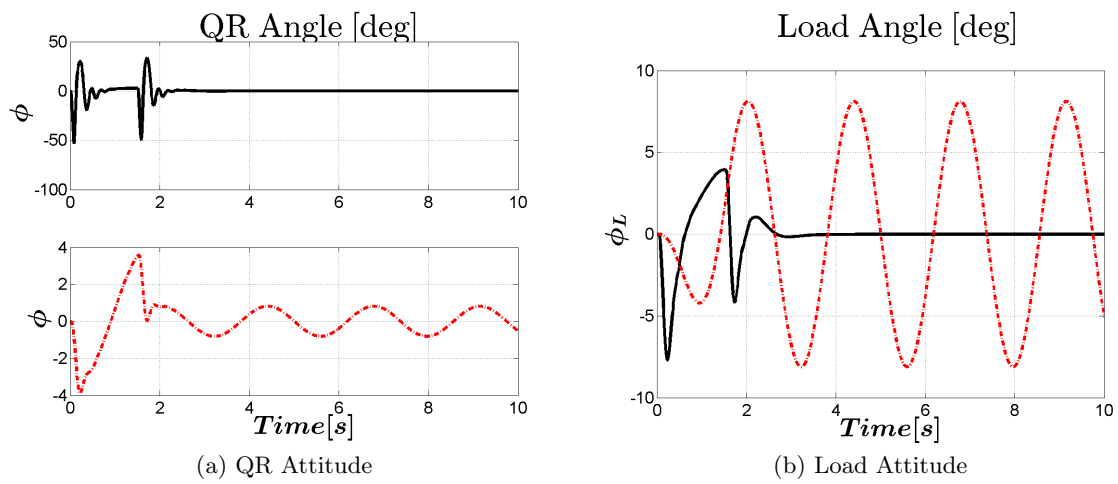 QR Angle [deg]
50
0
-50
-100
ϕ
0 2 4 6 8 10
4
2
0
-2
-4
ϕ
0 2 4 6 8 10
Time[s]
(a) QR Attitude
Load Angle [deg]
10
5
0
-5
-10
ϕL
0 2 4 6 8 10
Time[s]
(b) Load Attitude